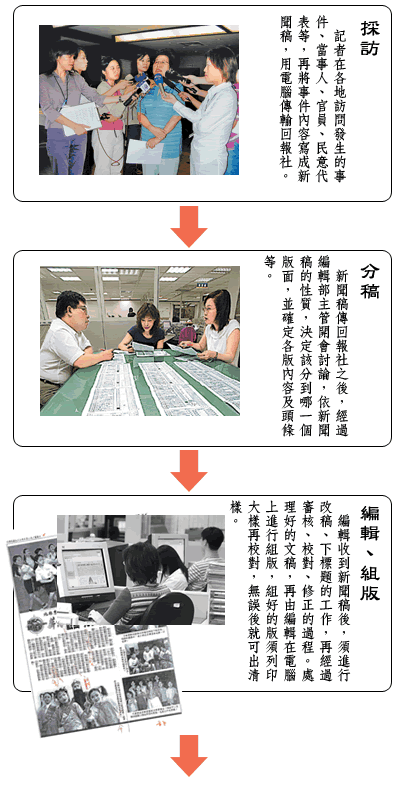 採訪
記者在各地訪問發生的事
件、當事人、官員、民意代
表等，再將事件內容寫成新
聞稿，用電腦傳輸回報社。
分稿
新聞稿傳回報社之後，經過
編輯部主管開會討論，依新聞
稿的性質，決定該分到哪一個
版面，並確定各版內容及頭條
等。
編輯、組版
編輯收到新聞稿後，須進行
改稿、下標題的工作，再經過
審核、校對、修正的過程。處
理好的文稿，再由編輯在電腦
上進行組版，組好的版須列印
大樣再校對，無誤後就可出清
樣。